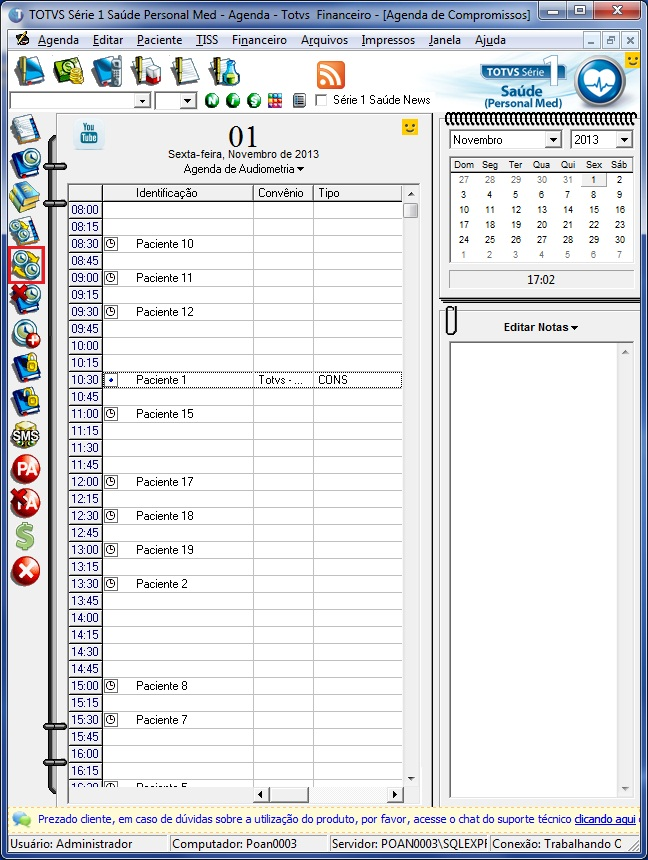 TOTVS Série 1 Saúde Personal Med - Agenda - Totvs Financeiro - [Agenda de Compromissos]
Agenda Editar Paciente TISS Financeiro Arquivos Impressos Janela Ajuda
TOTVS Série 1
Saúde
(Personal Med)
Série 1 Saúde News
You Tube
01
Sexta-feira, Novembro de 2013
Agenda de Audiometria
Identificação Convênio Tipo
08:00
08:15
08:30 Paciente 10
08:45
09:00 Paciente 11
09:15
09:30 Paciente 12
09:45
10:00
10:15
10:30 Paciente 1 Totvs - ... CONS
10:45
11:00 Paciente 15
11:15
11:30
11:45
12:00 Paciente 17
12:15
12:30 Paciente 18
12:45
13:00 Paciente 19
13:15
13:30 Paciente 2
13:45
14:00
14:15
14:30
14:45
15:00 Paciente 8
15:15
15:30 Paciente 7
15:45
16:00
16:15
16:30 Paciente 5
SMS
PA
PA
Novembro 2013
Dom Seg Ter Qua Qui Sex Sáb
27 28 29 30 31 1 2
3 4 5 6 7 8 9
10 11 12 13 14 15 16
17 18 19 20 21 22 23
24 25 26 27 28 29 30
1 2 3 4 5 6 7
17:02
Editar Notas
Prezado cliente, em caso de dúvidas sobre a utilização do produto, por favor, acesse o chat do suporte técnico clicando aqui
Usuário: Administrador Computador: Poan0003 Servidor: POAN0003\SQLEXPF Conexão: Trabalhando O